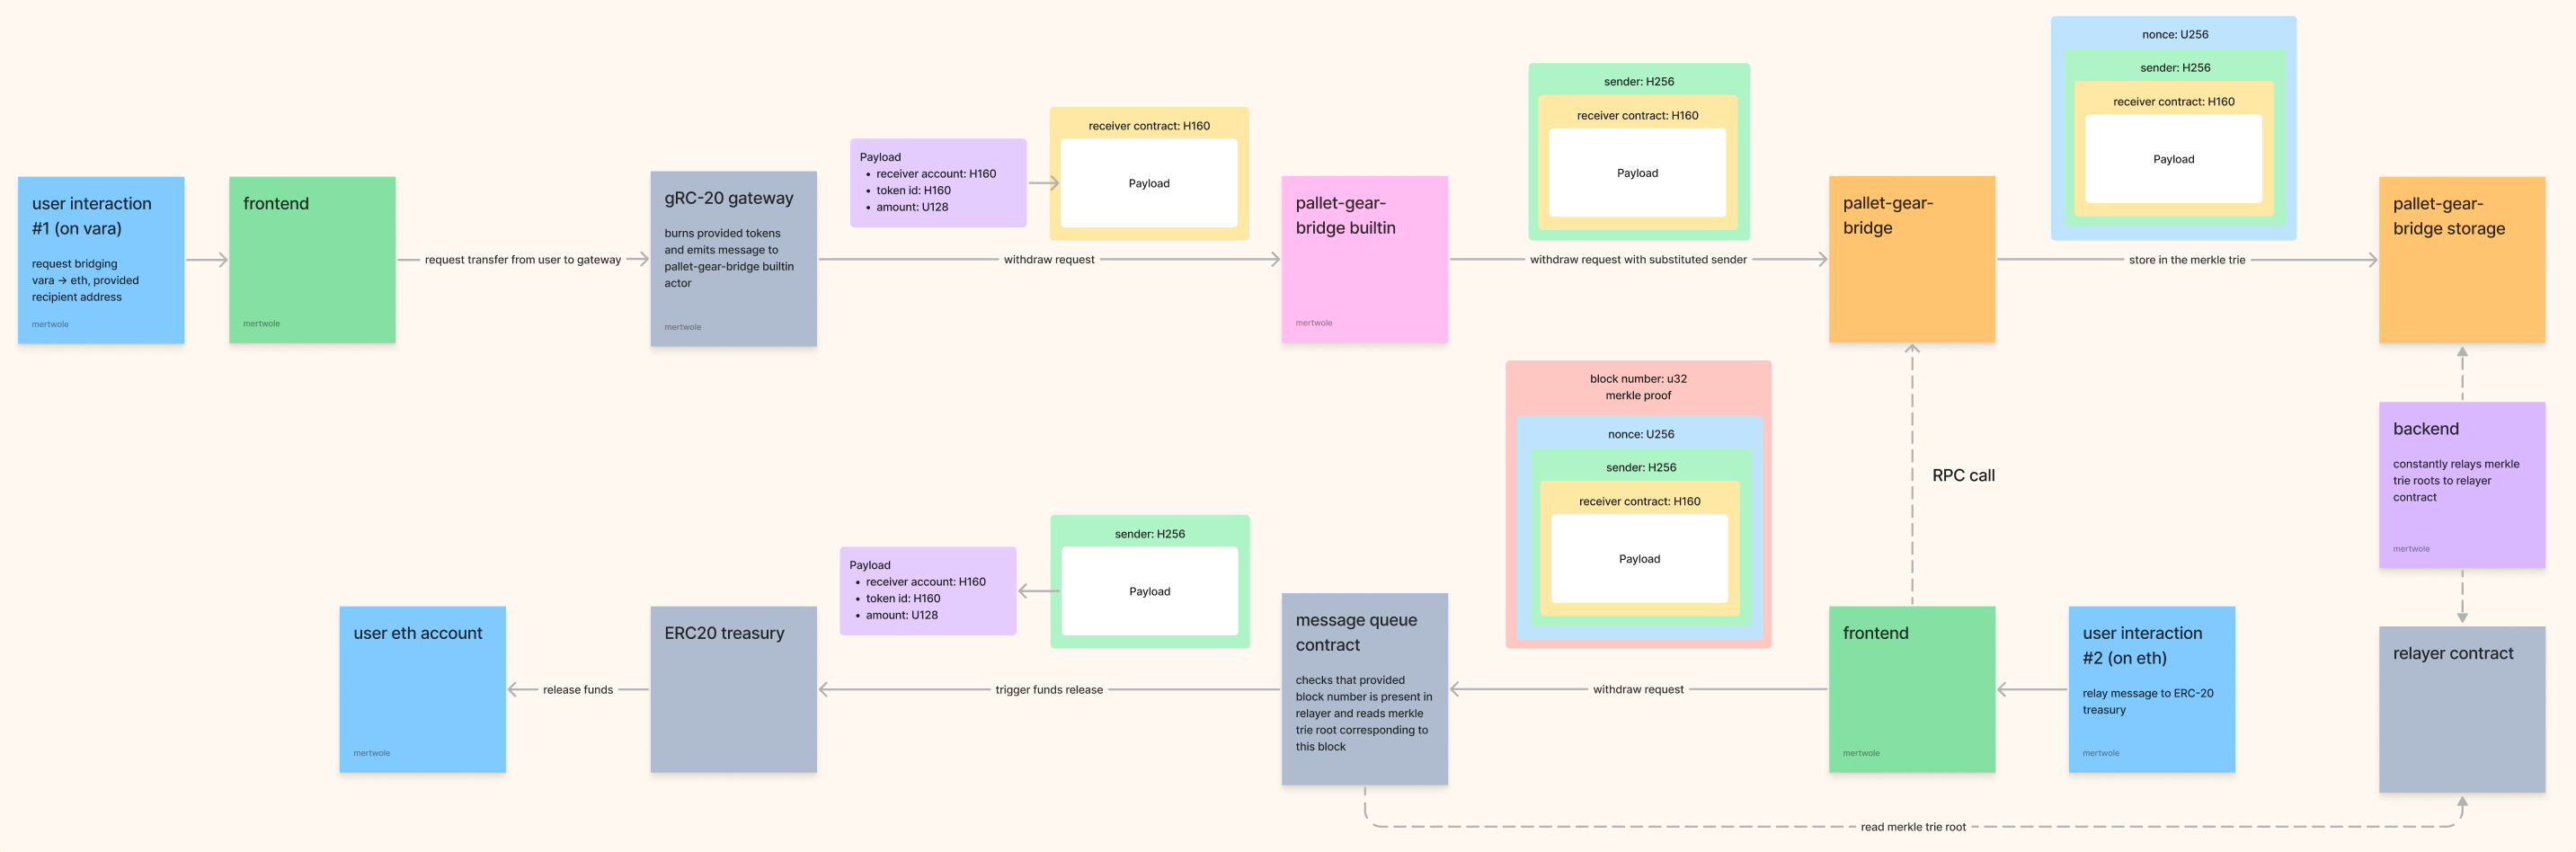 user interaction
#1 (on vara)
request bridging
vara → eth, provided
recipient address
mertwole
frontend
mertwole
request transfer from user to gateway
gRC-20 gateway
burns provided tokens
and emits message to
pallet-gear-bridge builtin
actor
mertwole
Payload
• receiver account: H160
• token id: H160
• amount: U128
receiver contract: H160
Payload
withdraw request
pallet-gear-
bridge builtin
mertwole
sender: H256
receiver contract: H160
Payload
withdraw request with substituted sender
pallet-gear-
bridge
nonce: U256
sender: H256
receiver contract: H160
Payload
store in the merkle trie
pallet-gear-
bridge storage
backend
constantly relays merkle
trie roots to relayer
contract
mertwole
relayer contract
RPC call
user interaction
#2 (on eth)
relay message to ERC-20
treasury
mertwole
frontend
mertwole
block number: u32
merkle proof
nonce: U256
sender: H256
receiver contract: H160
Payload
withdraw request
message queue
contract
checks that provided
block number is present in
relayer and reads merkle
trie root corresponding to
this block
read merkle trie root
sender: H256
Payload
Payload
• receiver account: H160
• token id: H160
• amount: U128
trigger funds release
ERC20 treasury
release funds
user eth account
mertwole